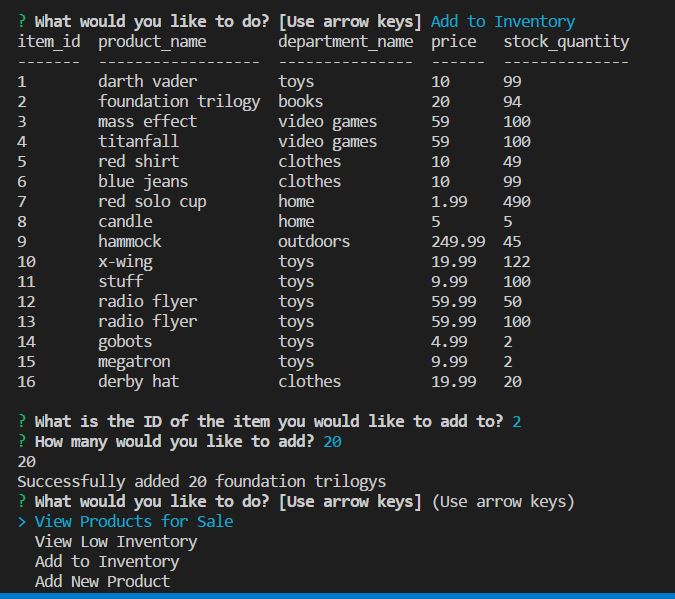 ? What would you like to do? [Use arrow keys] Add to Inventory
item_id  product_name        department_name  price   stock_quantity
-------  ------------------  ---------------  ------  --------------
1        darth vader         toys             10      99
2        foundation trilogy  books            20      94
3        mass effect         video games      59      100
4        titanfall           video games      59      100
5        red shirt           clothes          10      49
6        blue jeans          clothes          10      99
7        red solo cup        home             1.99    490
8        candle              home             5       5
9        hammock             outdoors         249.99  45
10       x-wing              toys             19.99   122
11       stuff               toys             9.99    100
12       radio flyer         toys             59.99   50
13       radio flyer         toys             59.99   100
14       gobots              toys             4.99    2
15       megatron            toys             9.99    2
16       derby hat           clothes          19.99   20

? What is the ID of the item you would like to add to? 2
? How many would you like to add? 20
20
Successfully added 20 foundation trilogys
? What would you like to do? [Use arrow keys] (Use arrow keys)
> View Products for Sale
  View Low Inventory
  Add to Inventory
  Add New Product